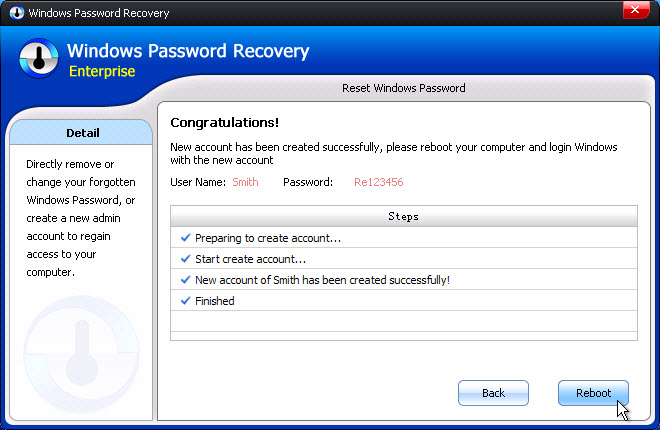 Windows Password Recovery
Windows Password Recovery
Enterprise
Reset Windows Password
Detail
Directly remove or
change your forgotten
Windows Password, or
create a new admin
account to regain
access to your
computer.
Congratulations!
New account has been created successfully, please reboot your computer and login Windows
with the new account
User Name: Smith Password: Re123456
Steps
Preparing to create account...
Start create account...
New account of Smith has been created successfully!
Finished
Back Reboot